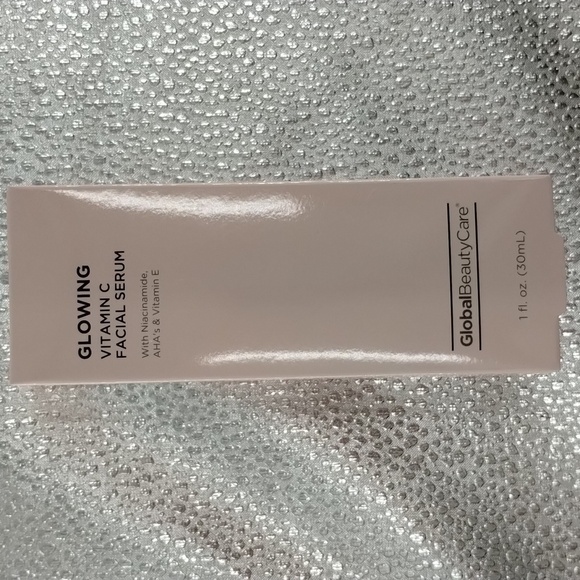 GLOWING
VITAMIN C
FACIAL SERUM
With Niacinamide,
AHA's & Vitamin E
GlobalBeautyCare®
1 fl. oz. (30mL)